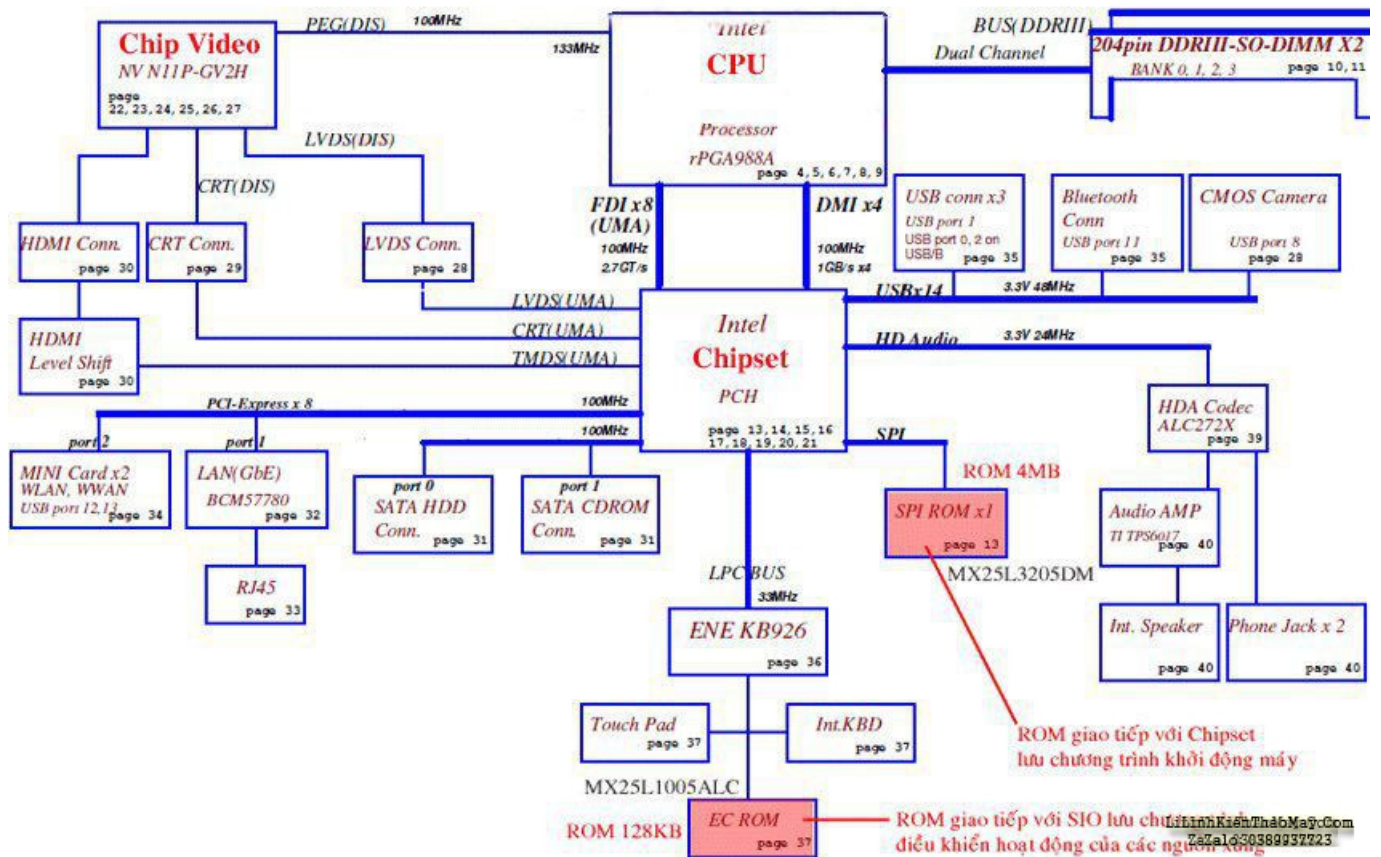 PEG(DIS)
100MHz
BUS(DDRIII)
Chip Video
NV N11P-GV2H
page
22, 23, 24, 25, 26, 27
133MHz
Intel
CPU
Processor
rPGA988A
page 4, 5, 6, 7, 8, 9
Dual Channel
204pin DDRIII-SO-DIMM X2
BANK 0, 1, 2, 3
page 10, 11
LVDS(DIS)
CRT(DIS)
FDI x8
(UMA)
100MHz
2.7GT/s
DMI x4
100MHz
1GB/s x4
USB conn x3
USB port 1
USB port 0, 2 on
USB/B
page 35
Bluetooth
Conn
USB port 11
page 35
CMOS Camera
USB port 8
page 28
HDMI Conn.
page 30
CRT Conn.
page 29
LVDS Conn.
page 28
USBx14
3.3V 48MHz
LVDS(UMA)
CRT(UMA)
TMDS(UMA)
HDMI
Level Shift
page 30
Intel
Chipset
PCH
page 13, 14, 15, 16
17, 18, 19, 20, 21
HD Audio
3.3V 24MHz
HDA Codec
ALC272X
page 39
PCI-Express x 8
100MHz
100MHz
SPI
port 2
MINI Card x2
WLAN, WWAN
USB port 12,13
page 34
port 1
LAN(GbE)
BCM57780
page 32
port 0
SATA HDD
Conn.
page 31
port 1
SATA CDROM
Conn.
page 31
ROM 4MB
SPI ROM x1
page 13
MX25L3205DM
Audio AMP
TI TPS6017
page 40
RJ45
page 33
LPC BUS
33MHz
ENE KB926
page 36
Int. Speaker
page 40
Phone Jack x 2
page 40
Touch Pad
page 37
Int.KBD
page 37
ROM giao tiếp với Chipset
lưu chương trình khởi động máy
MX25L1005ALC
ROM 128KB
EC ROM
page 37
ROM giao tiếp với SIO lưu
điều khiển hoạt động của các nguồn xung
LiLinhKienThaoMay.Com
ZaZalo:0389937723